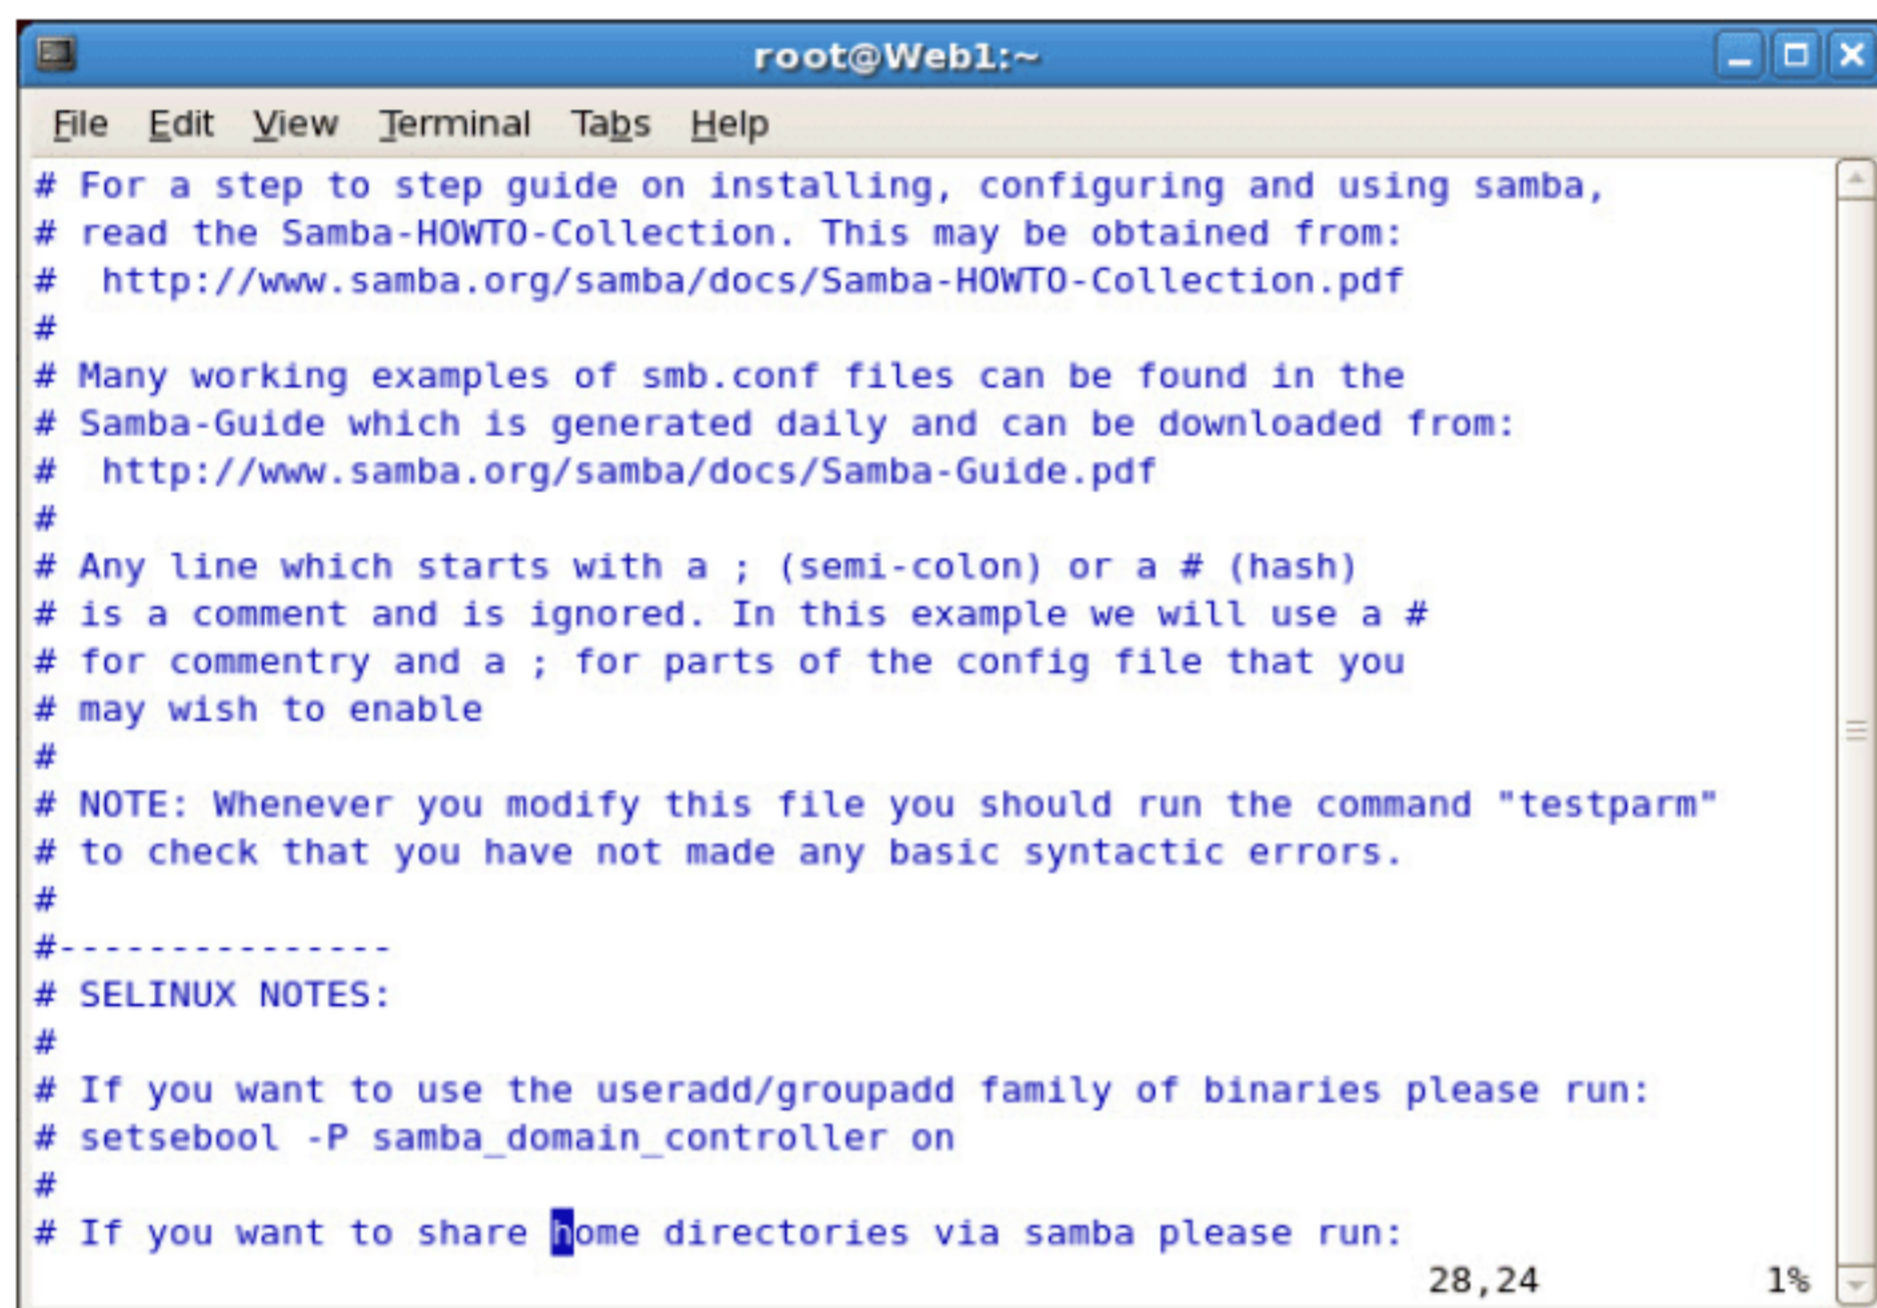 root@Web1:~
File Edit View Terminal Tabs Help
# For a step to step guide on installing, configuring and using samba,
# read the Samba-HOWTO-Collection. This may be obtained from:
#  http://www.samba.org/samba/docs/Samba-HOWTO-Collection.pdf
#
# Many working examples of smb.conf files can be found in the
# Samba-Guide which is generated daily and can be downloaded from:
#  http://www.samba.org/samba/docs/Samba-Guide.pdf
#
# Any line which starts with a ; (semi-colon) or a # (hash)
# is a comment and is ignored. In this example we will use a #
# for commentry and a ; for parts of the config file that you
# may wish to enable
#
# NOTE: Whenever you modify this file you should run the command "testparm"
# to check that you have not made any basic syntactic errors.
#
#---------------
# SELINUX NOTES:
#
# If you want to use the useradd/groupadd family of binaries please run:
# setsebool -P samba_domain_controller on
#
# If you want to share home directories via samba please run:
28,24 1%